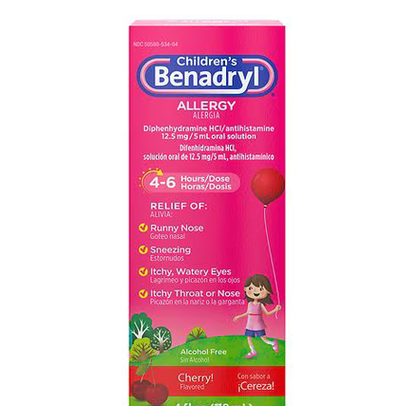 Children's
Benadryl
ALLERGY
ALERGIA
Diphenhydramine HCl/antihistamine
12.5 mg/5 mL oral solution
Difenhidramina HCl,
solución oral de 12.5 mg/5 mL, antihistamínico
4-6 Hours/Dose
Horas/Dosis
RELIEF OF:
ALIVIA:
Runny Nose
Goteo nasal
Sneezing
Estornudos
Itchy, Watery Eyes
Lagrimeo y picazón en los ojos
Itchy Throat or Nose
Picazón en la nariz o la garganta
Alcohol Free
Sin Alcohol
Cherry!
Flavored
Con sabor a
¡Cereza!